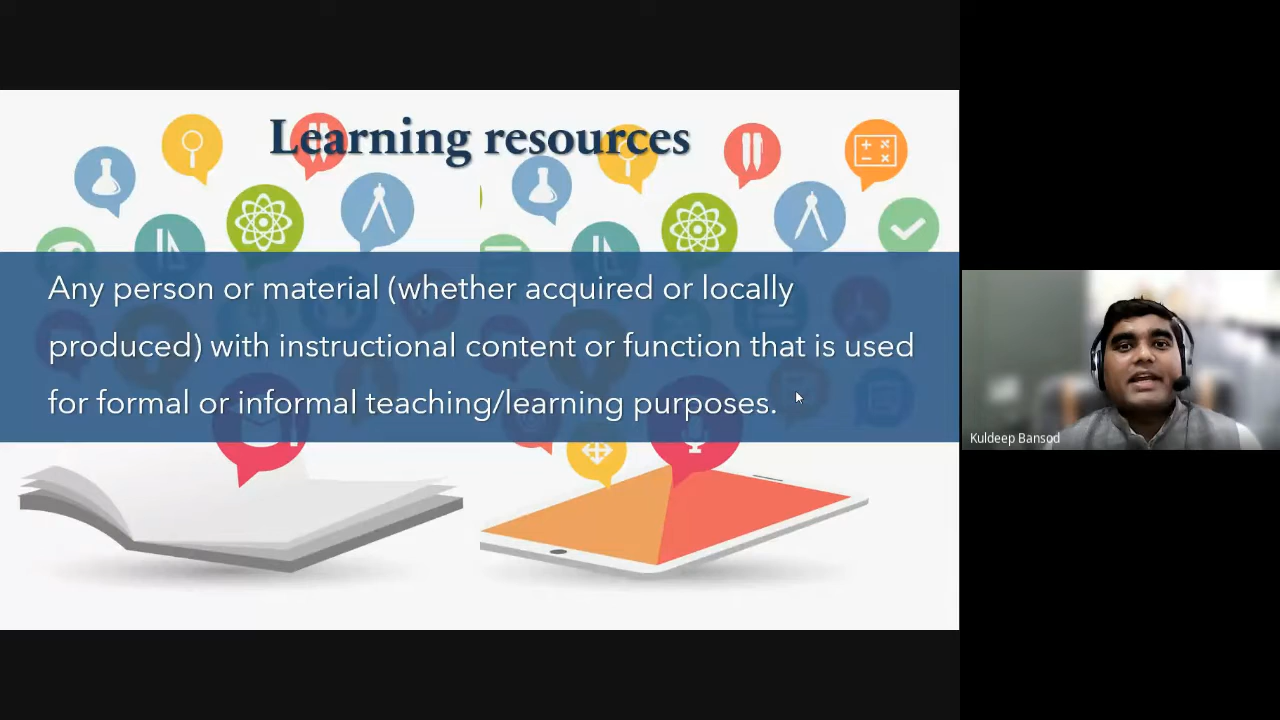 Learning resources
Any person or material (whether acquired or locally
produced) with instructional content or function that is used
for formal or informal teaching/learning purposes.
Kuldeep Bansod